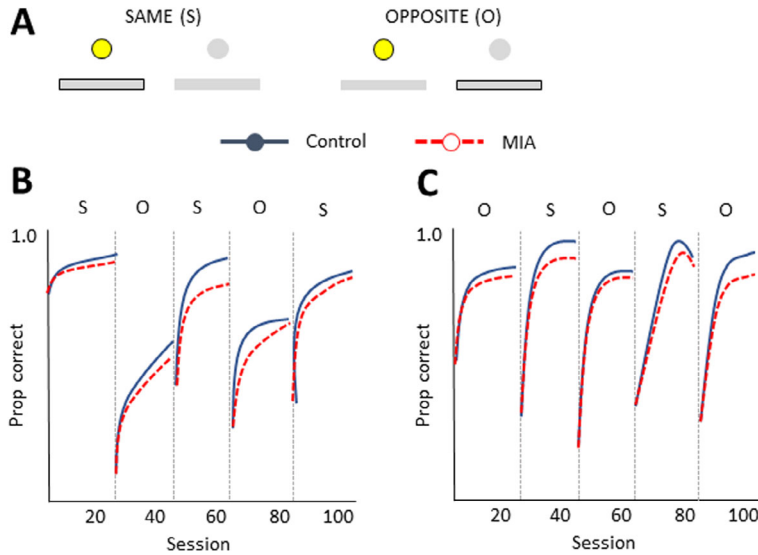 A
SAME (S)
OPPOSITE (O)
Control
MIA
B
S O S O S
1.0
Prop correct
20 40 60 80 100
Session
C
O S O S O
1.0
Prop correct
20 40 60 80 100
Session